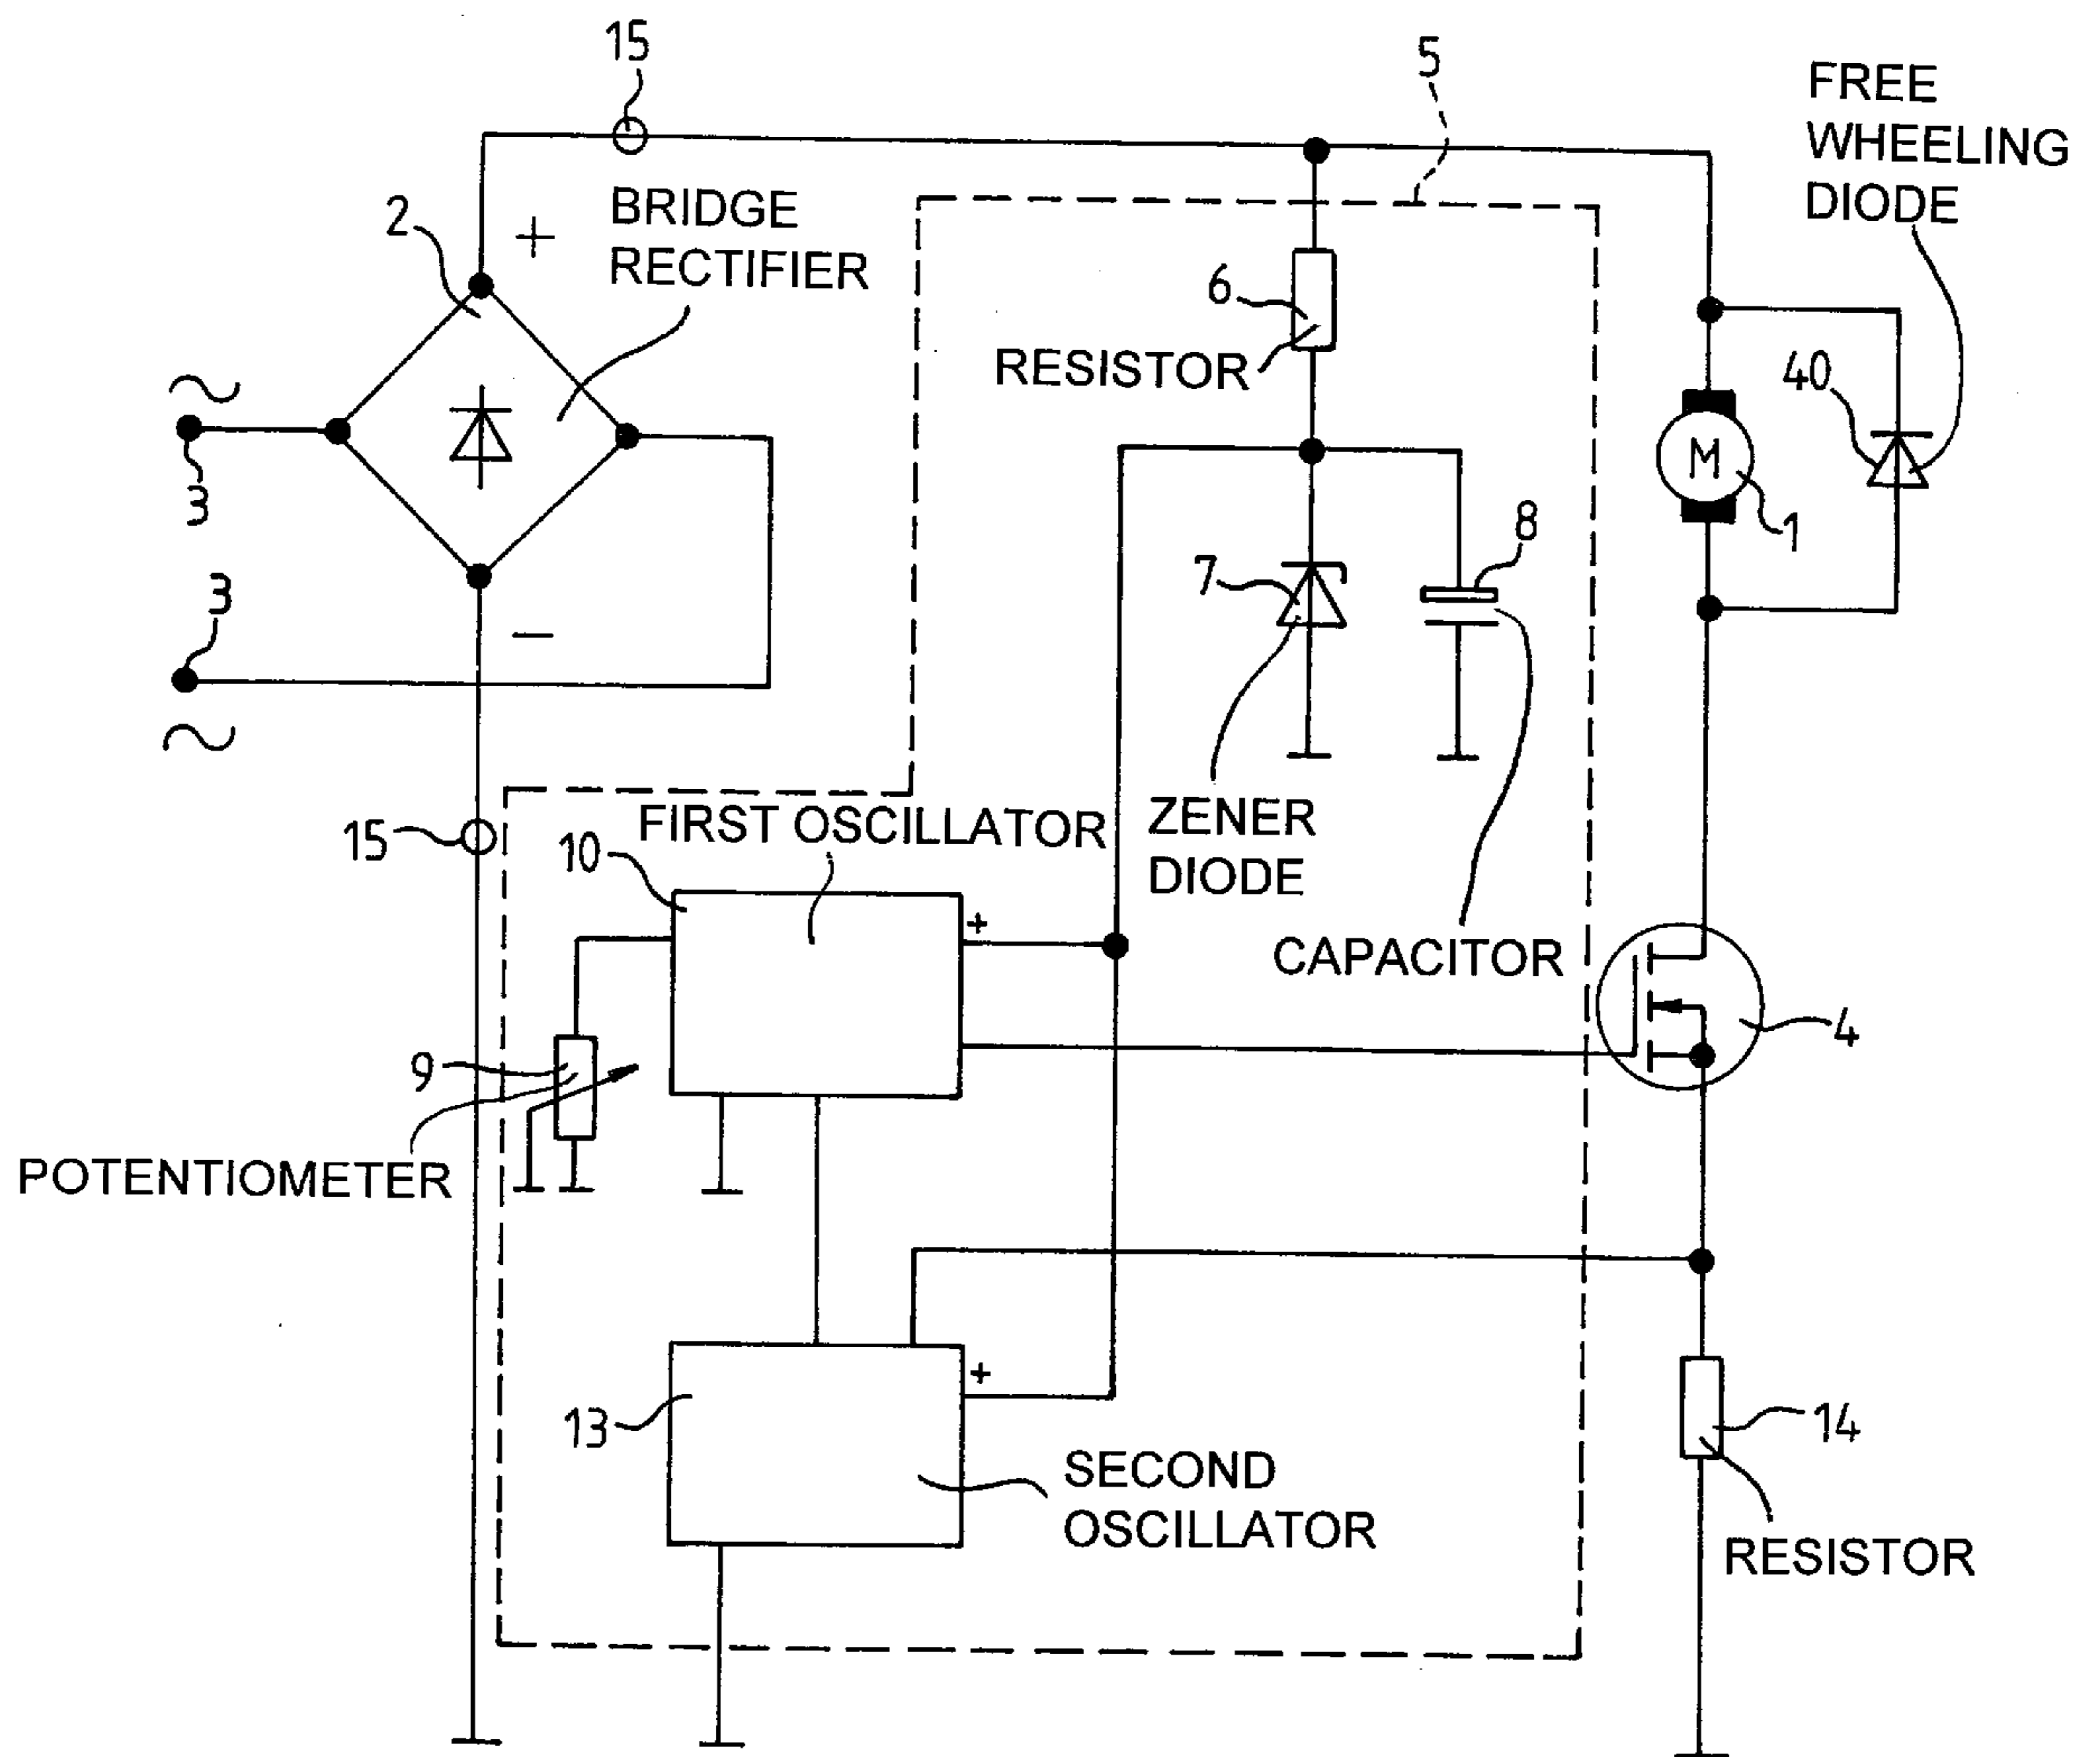 15
5
FREE
WHEELING
DIODE
2
+
BRIDGE
RECTIFIER
6
RESISTOR
40
3
M
1
8
7
3
−
ZENER
DIODE
15
10
FIRST OSCILLATOR
+
CAPACITOR
4
9
POTENTIOMETER
+
13
14
SECOND
OSCILLATOR
RESISTOR